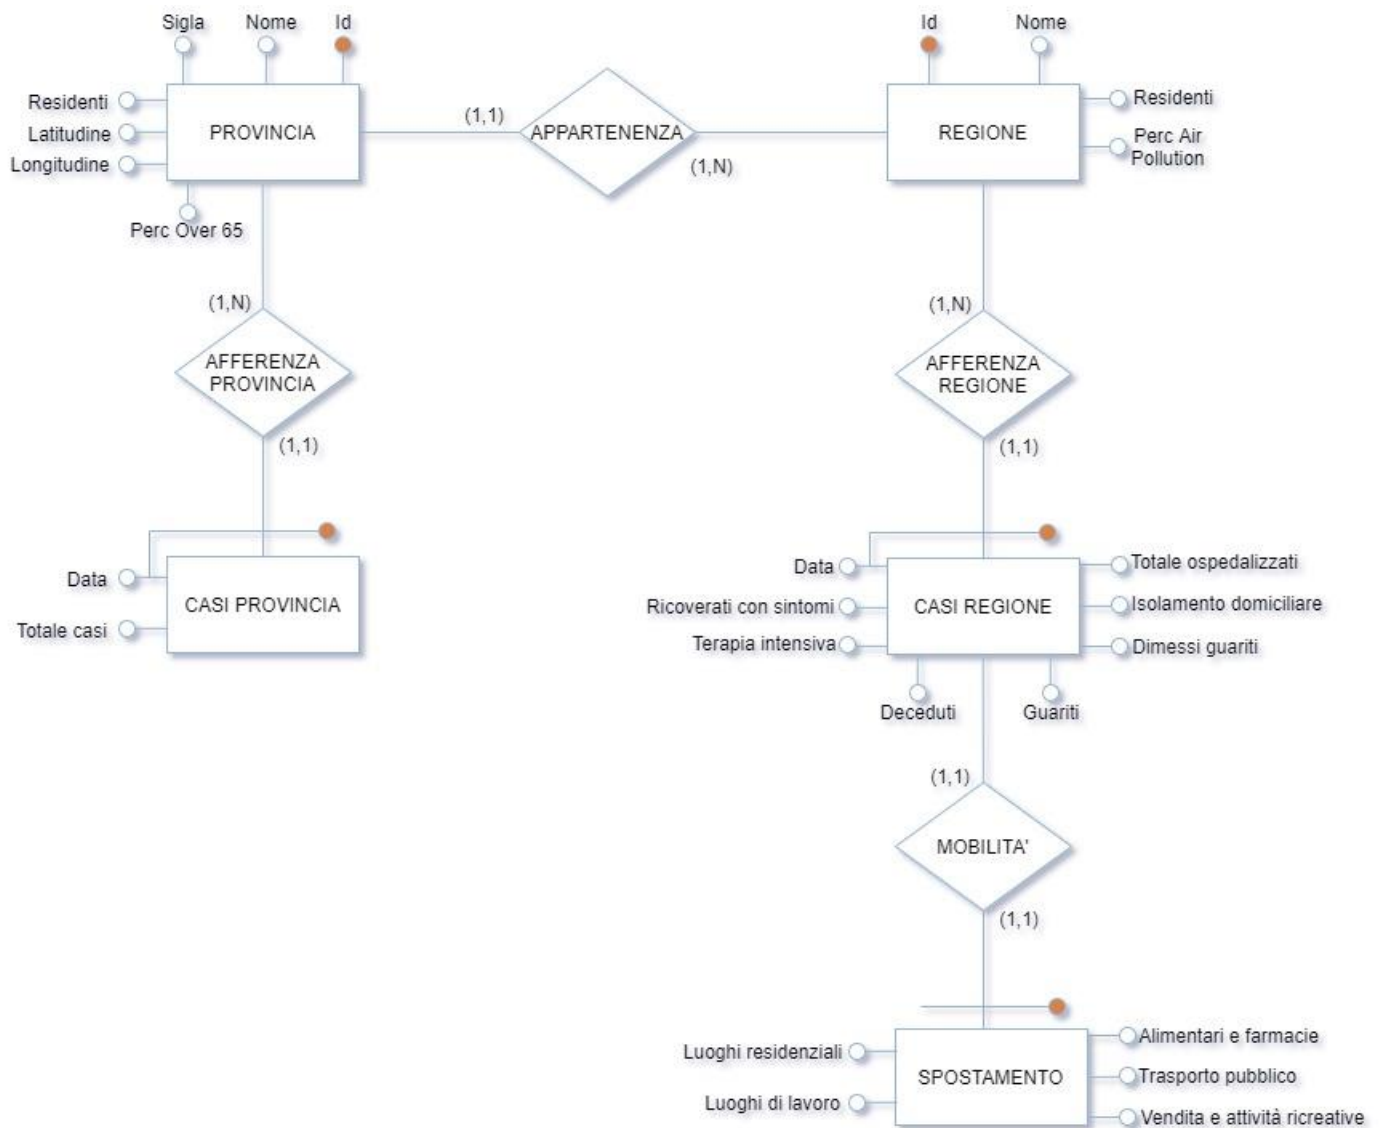 Sigla
Nome
Id
Id
Nome
Residenti
Latitudine
Longitudine
PROVINCIA
(1,1)
APPARTENENZA
(1,N)
REGIONE
Residenti
Perc Air
Pollution
Perc Over 65
(1,N)
AFFERENZA
PROVINCIA
(1,1)
(1,N)
AFFERENZA
REGIONE
(1,1)
Data
Totale casi
CASI PROVINCIA
Data
Ricoverati con sintomi
Terapia intensiva
CASI REGIONE
Totale ospedalizzati
Isolamento domiciliare
Dimessi guariti
Deceduti
Guariti
(1,1)
MOBILITA'
(1,1)
Luoghi residenziali
Luoghi di lavoro
SPOSTAMENTO
Alimentari e farmacie
Trasporto pubblico
Vendita e attività ricreative